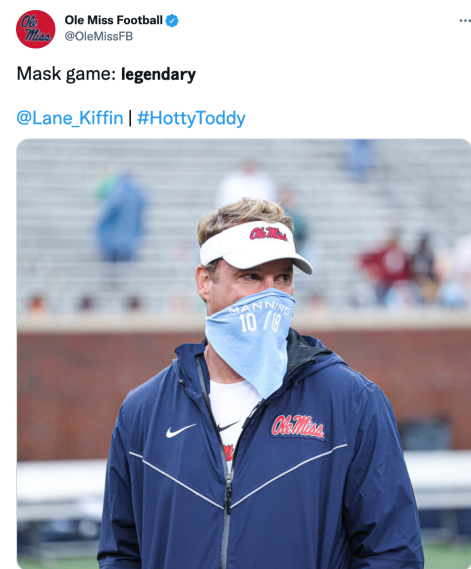 Ole Miss Football
@OleMissFB
Mask game: legendary
@Lane_Kiffin | #HottyToddy
Ole Miss
MANNING
10 / 18
Ole Miss